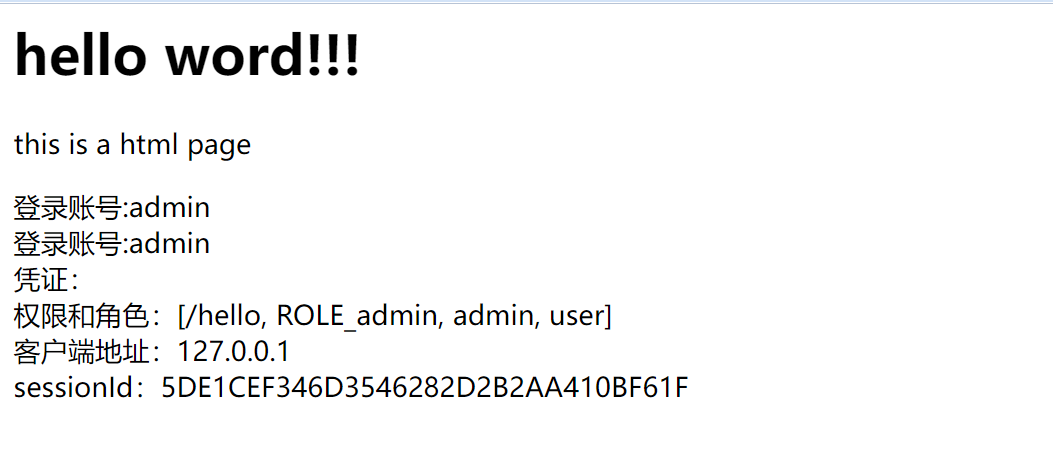 hello word!!!
this is a html page
登录账号:admin
登录账号:admin
凭证：
权限和角色：[/hello, ROLE_admin, admin, user]
客户端地址：127.0.0.1
sessionId：5DE1CEF346D3546282D2B2AA410BF61F